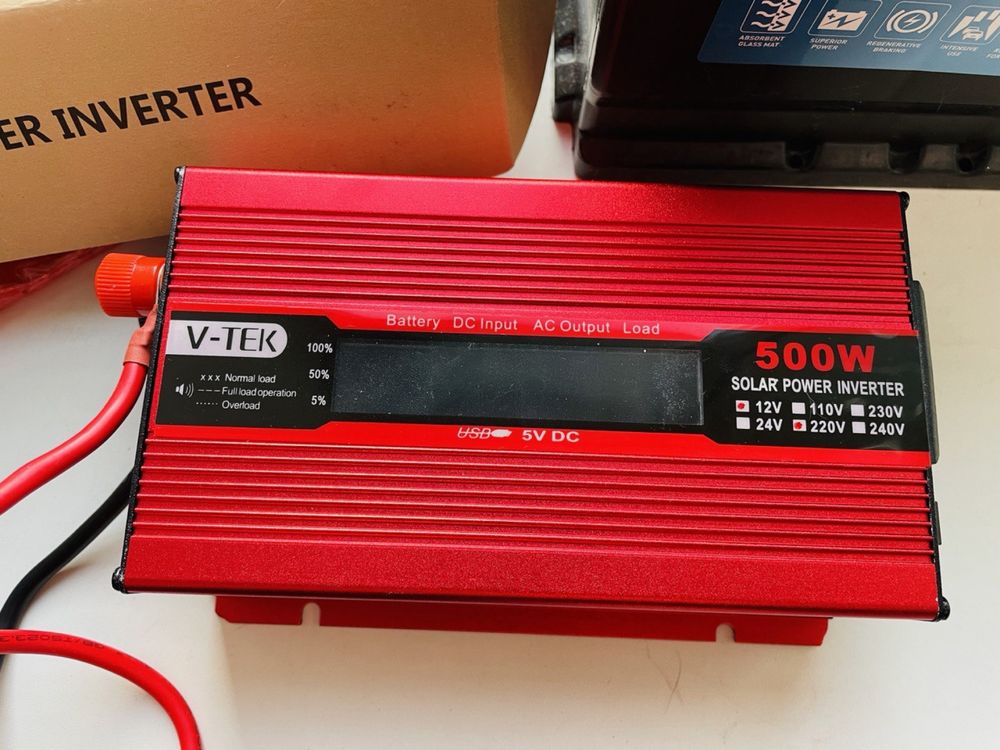 ER INVERTER
ABSORBENT
GLASS MAT
SUPERIOR
POWER
REGENERATIVE
BRAKING
INTENSIVE
USE
Battery DC Input AC Output Load
V-TEK
100%
50%
5%
x x x Normal load
--- Full load operation
...... Overload
500W
SOLAR POWER INVERTER
12V 110V 230V
24V 220V 240V
USB 5V DC